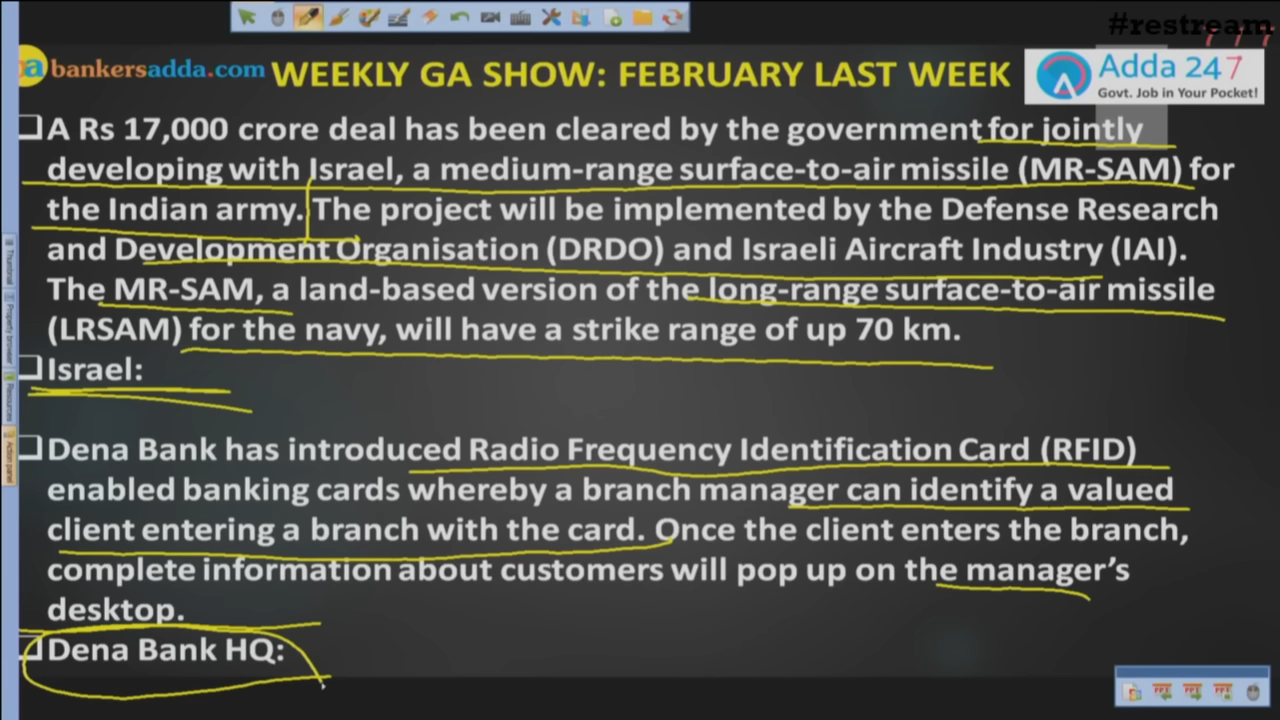 #restream
bankersadda.com
WEEKLY GA SHOW: FEBRUARY LAST WEEK
Adda 247
Govt. Job in Your Pocket!
A Rs 17,000 crore deal has been cleared by the government for jointly
developing with Israel, a medium-range surface-to-air missile (MR-SAM) for
the Indian army. The project will be implemented by the Defense Research
and Development Organisation (DRDO) and Israeli Aircraft Industry (IAI).
The MR-SAM, a land-based version of the long-range surface-to-air missile
(LRSAM) for the navy, will have a strike range of up 70 km.
Israel:
Dena Bank has introduced Radio Frequency Identification Card (RFID)
enabled banking cards whereby a branch manager can identify a valued
client entering a branch with the card. Once the client enters the branch,
complete information about customers will pop up on the manager's
desktop.
Dena Bank HQ:
Thumbnail
Property browser
Resources
Action panel